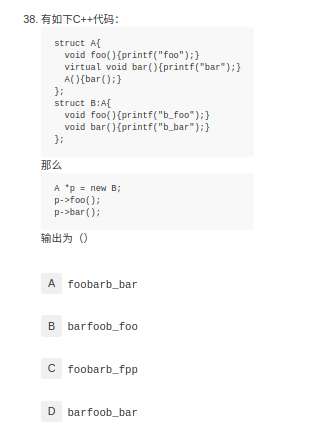 38. 有如下C++代码：
struct A{
  void foo(){printf("foo");}
  virtual void bar(){printf("bar");}
  A(){bar();}
};
struct B:A{
  void foo(){printf("b_foo");}
  void bar(){printf("b_bar");}
};
那么
A *p = new B;
p->foo();
p->bar();
输出为（）
A foobarb_bar
B barfoob_foo
C foobarb_fpp
D barfoob_bar